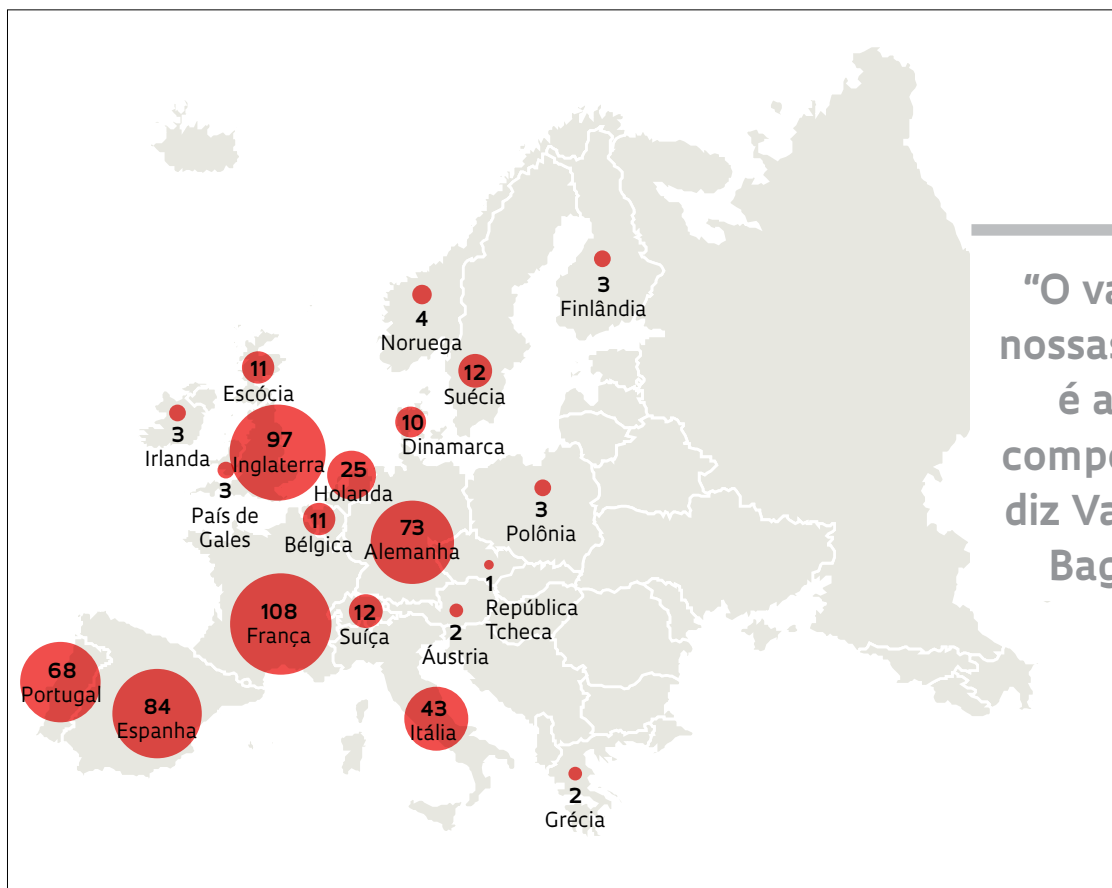 3
Finlândia
4
Noruega
11
Escócia
12
Suécia
10
Dinamarca
3
Irlanda
97
Inglaterra
25
Holanda
3
País de
Gales
11
Bélgica
73
Alemanha
3
Polônia
1
República
Tcheca
108
França
12
Suíça
2
Áustria
68
Portugal
84
Espanha
43
Itália
2
Grécia
“O va
nossas
é a
compe
diz Va
Bag